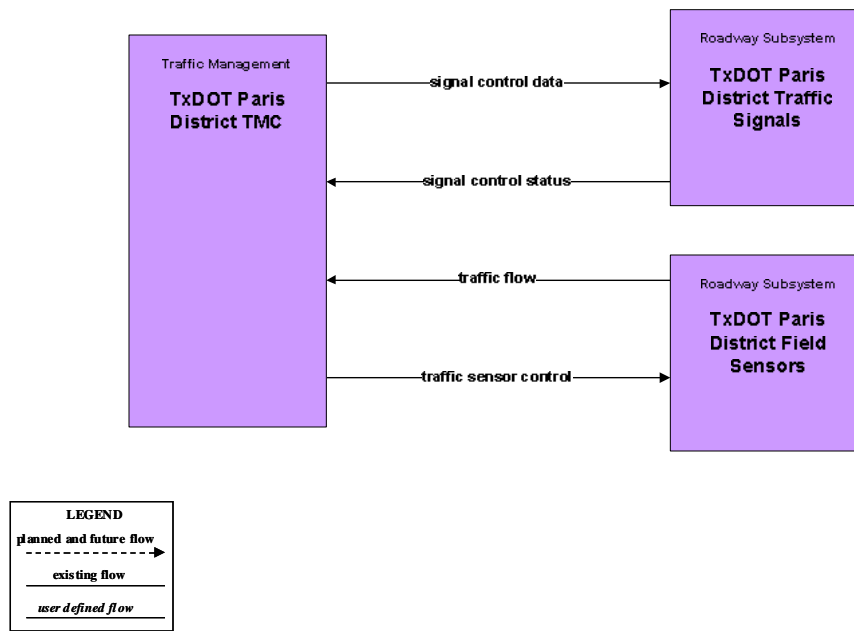 Traffic Management
TxDOT Paris
District TMC
signal control data
signal control status
traffic flow
traffic sensor control
Roadway Subsystem
TxDOT Paris
District Traffic
Signals
Roadway Subsystem
TxDOT Paris
District Field
Sensors
LEGEND
planned and future flow
existing flow
user defined flow